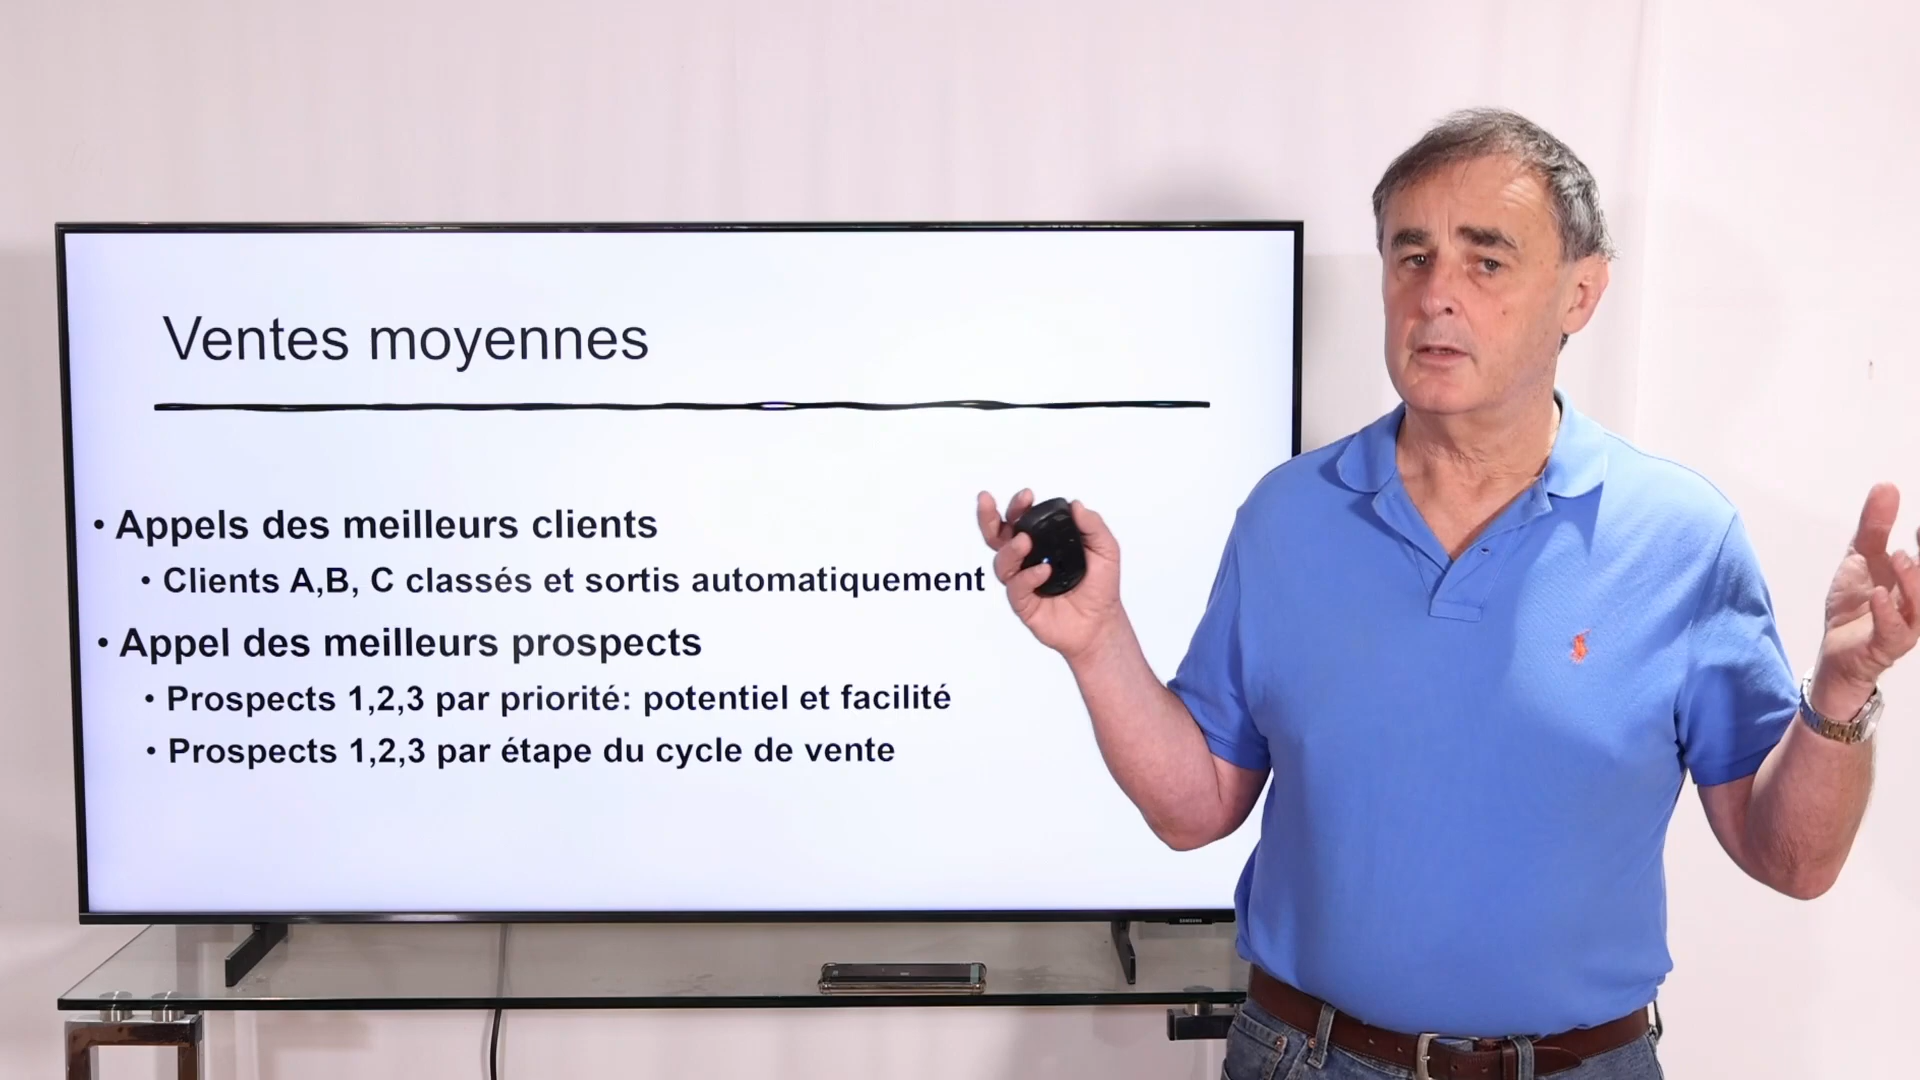 Ventes moyennes
• Appels des meilleurs clients
• Clients A,B, C classés et sortis automatiquement
• Appel des meilleurs prospects
• Prospects 1,2,3 par priorité: potentiel et facilité
• Prospects 1,2,3 par étape du cycle de vente
SAMSUNG